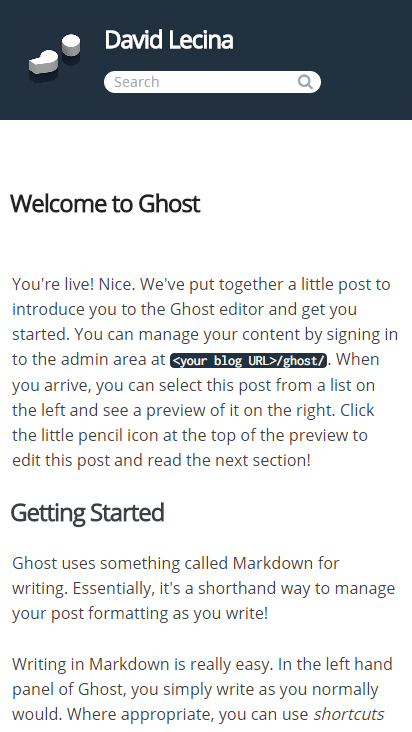 David Lecina
Search
Welcome to Ghost
You're live! Nice. We've put together a little post to
introduce you to the Ghost editor and get you
started. You can manage your content by signing in
to the admin area at <your blog URL>/ghost/. When
you arrive, you can select this post from a list on
the left and see a preview of it on the right. Click
the little pencil icon at the top of the preview to
edit this post and read the next section!
Getting Started
Ghost uses something called Markdown for
writing. Essentially, it's a shorthand way to manage
your post formatting as you write!
Writing in Markdown is really easy. In the left hand
panel of Ghost, you simply write as you normally
would. Where appropriate, you can use shortcuts